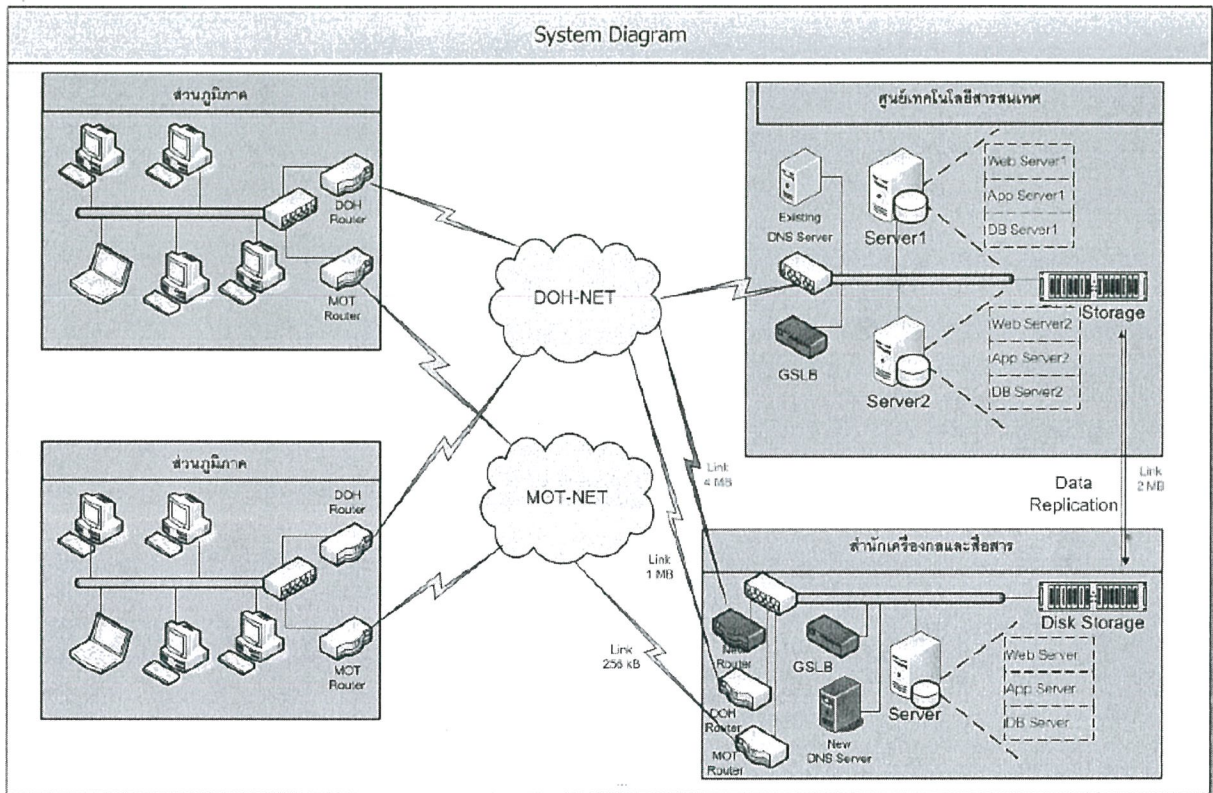 System Diagram
ส่วนภูมิภาค
DOH
Router
MOT
Router
ส่วนภูมิภาค
DOH
Router
MOT
Router
DOH-NET
MOT-NET
Link
4 MB
Link
1 MB
Link
256 kB
ศูนย์เทคโนโลยีสารสนเทศ
Existing
DNS Server
GSLB
Server1
Web Server1
App Server1
DB Server1
Server2
Web Server2
App Server2
DB Server2
Storage
Data
Replication
Link
2 MB
สำนักเครื่องกลและสื่อสาร
New
Router
DOH
Router
MOT
Router
GSLB
New
DNS Server
Server
Web Server
App Server
DB Server
Disk Storage